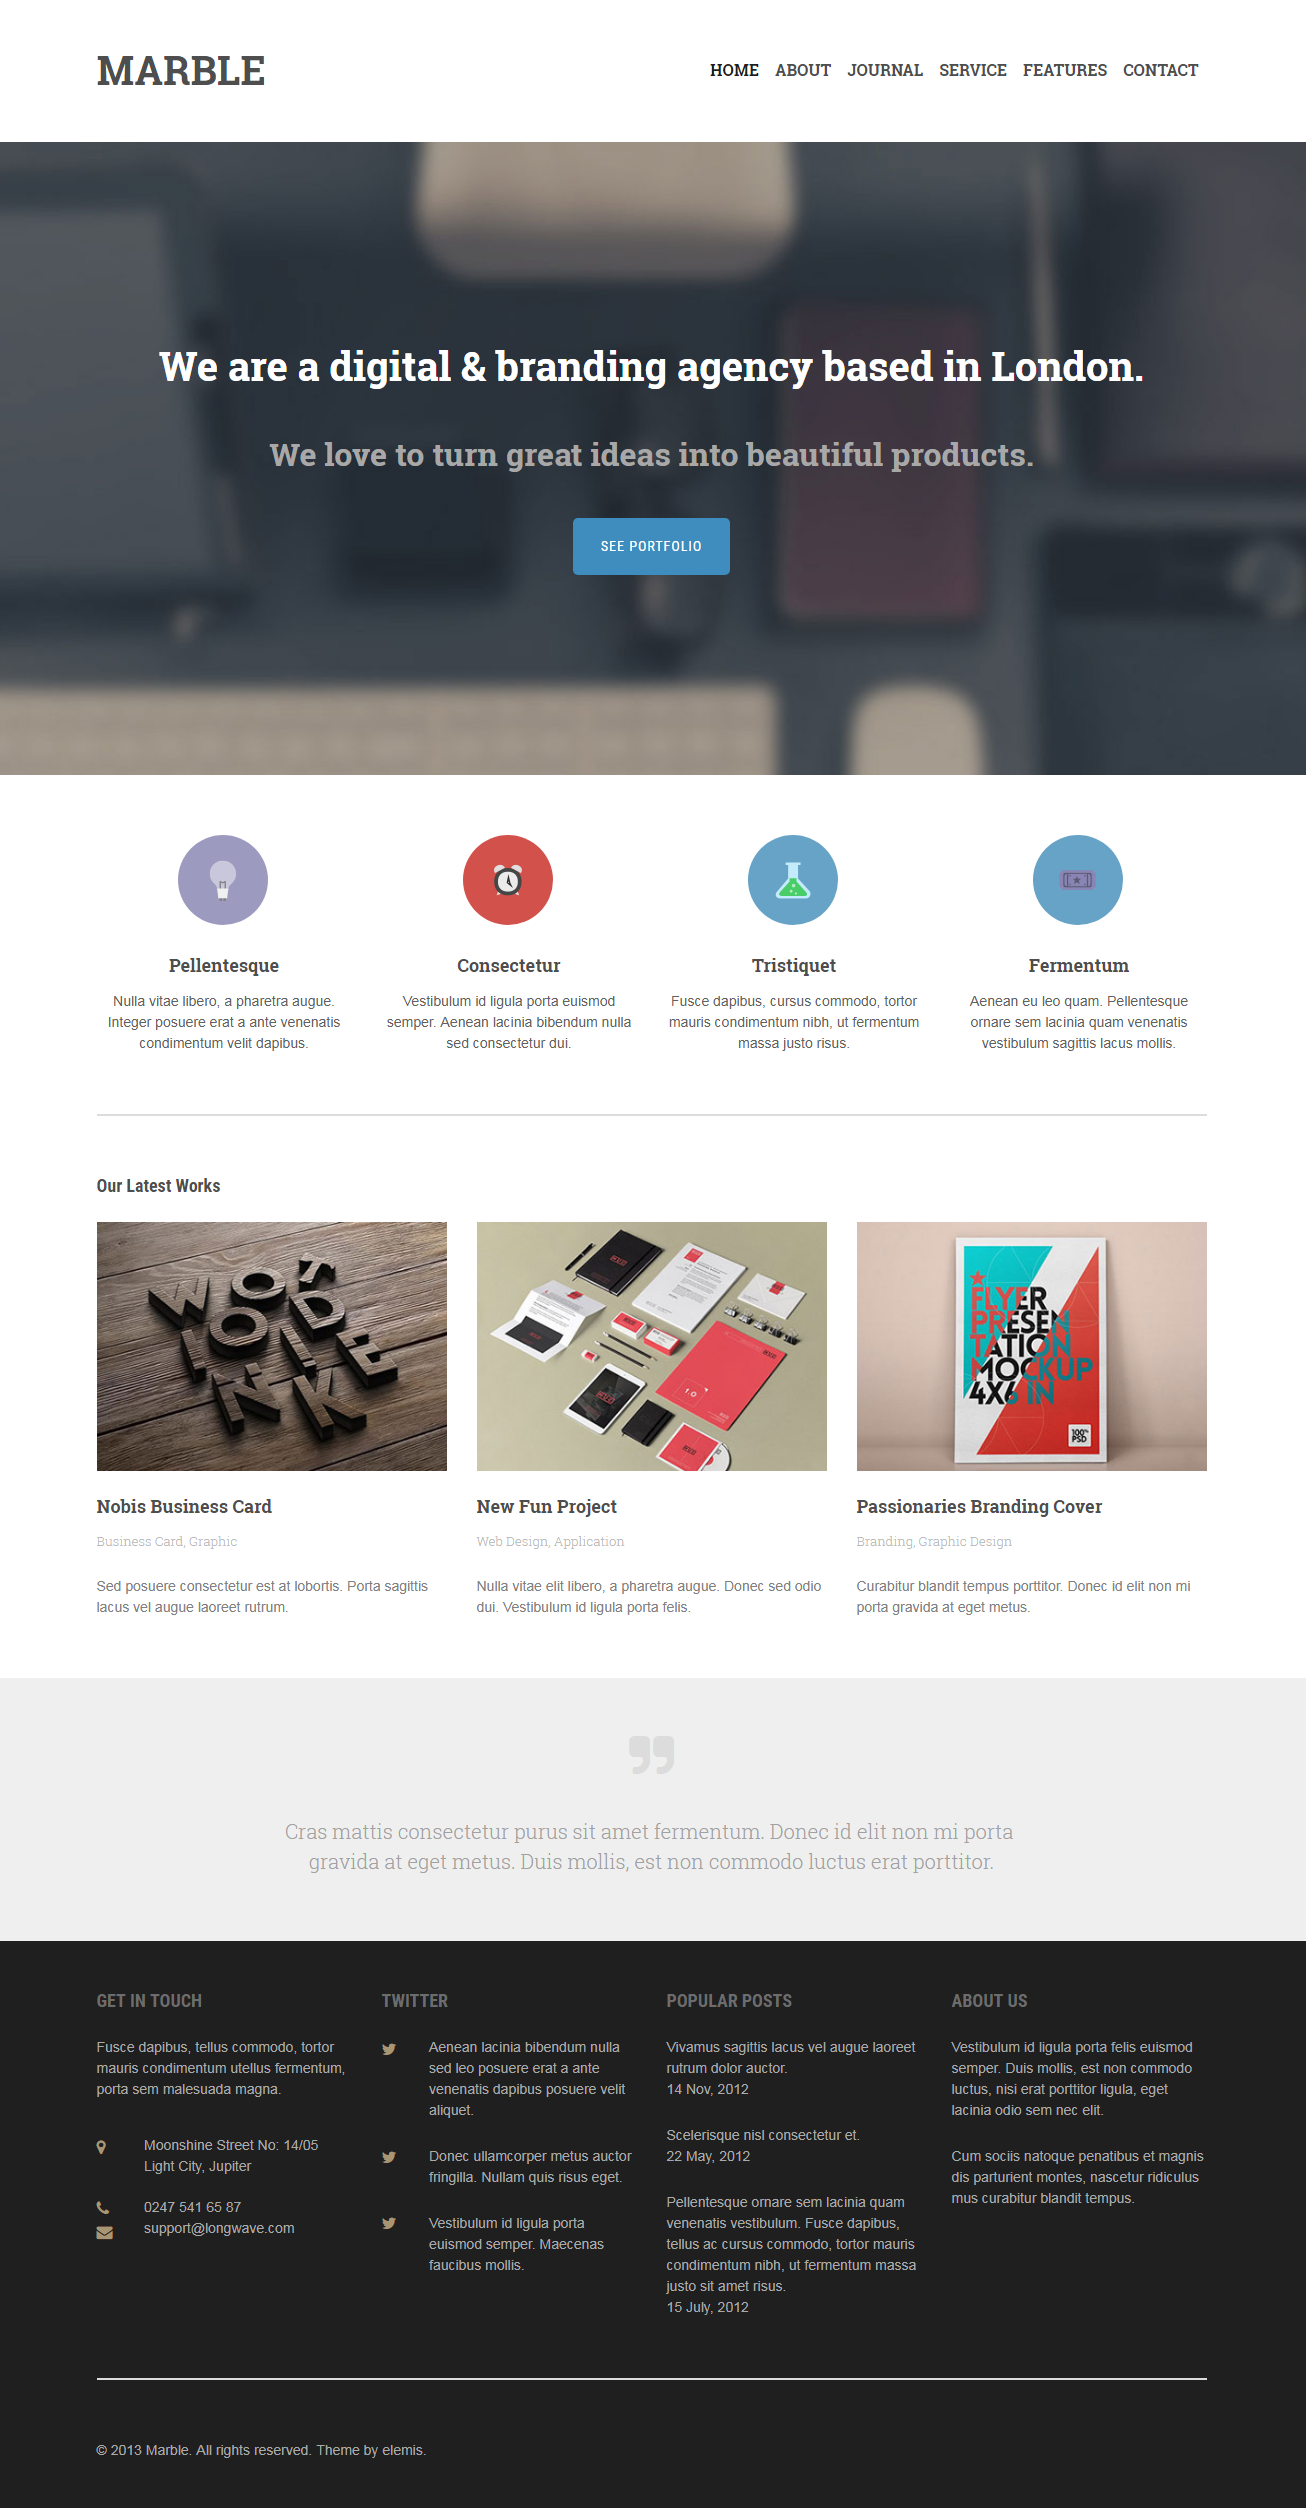 MARBLE
HOME ABOUT JOURNAL SERVICE FEATURES CONTACT
We are a digital & branding agency based in London.
We love to turn great ideas into beautiful products.
SEE PORTFOLIO
Pellentesque
Nulla vitae libero, a pharetra augue.
Integer posuere erat a ante venenatis
condimentum velit dapibus.
Consectetur
Vestibulum id ligula porta euismod
semper. Aenean lacinia bibendum nulla
sed consectetur dui.
Tristiquet
Fusce dapibus, cursus commodo, tortor
mauris condimentum nibh, ut fermentum
massa justo risus.
Fermentum
Aenean eu leo quam. Pellentesque
ornare sem lacinia quam venenatis
vestibulum sagittis lacus mollis.
Our Latest Works
FLYER
PRESEN
TATION
MOCKUP
4X6 IN
100%
PSD
Nobis Business Card
Business Card, Graphic
Sed posuere consectetur est at lobortis. Porta sagittis
lacus vel augue laoreet rutrum.
New Fun Project
Web Design, Application
Nulla vitae elit libero, a pharetra augue. Donec sed odio
dui. Vestibulum id ligula porta felis.
Passionaries Branding Cover
Branding, Graphic Design
Curabitur blandit tempus porttitor. Donec id elit non mi
porta gravida at eget metus.
Cras mattis consectetur purus sit amet fermentum. Donec id elit non mi porta
gravida at eget metus. Duis mollis, est non commodo luctus erat porttitor.
GET IN TOUCH
Fusce dapibus, tellus commodo, tortor
mauris condimentum utellus fermentum,
porta sem malesuada magna.
Moonshine Street No: 14/05
Light City, Jupiter
0247 541 65 87
support@longwave.com
TWITTER
Aenean lacinia bibendum nulla
sed leo posuere erat a ante
venenatis dapibus posuere velit
aliquet.
Donec ullamcorper metus auctor
fringilla. Nullam quis risus eget.
Vestibulum id ligula porta
euismod semper. Maecenas
faucibus mollis.
POPULAR POSTS
Vivamus sagittis lacus vel augue laoreet
rutrum dolor auctor.
14 Nov, 2012
Scelerisque nisl consectetur et.
22 May, 2012
Pellentesque ornare sem lacinia quam
venenatis vestibulum. Fusce dapibus,
tellus ac cursus commodo, tortor mauris
condimentum nibh, ut fermentum massa
justo sit amet risus.
15 July, 2012
ABOUT US
Vestibulum id ligula porta felis euismod
semper. Duis mollis, est non commodo
luctus, nisi erat porttitor ligula, eget
lacinia odio sem nec elit.
Cum sociis natoque penatibus et magnis
dis parturient montes, nascetur ridiculus
mus curabitur blandit tempus.
© 2013 Marble. All rights reserved. Theme by elemis.